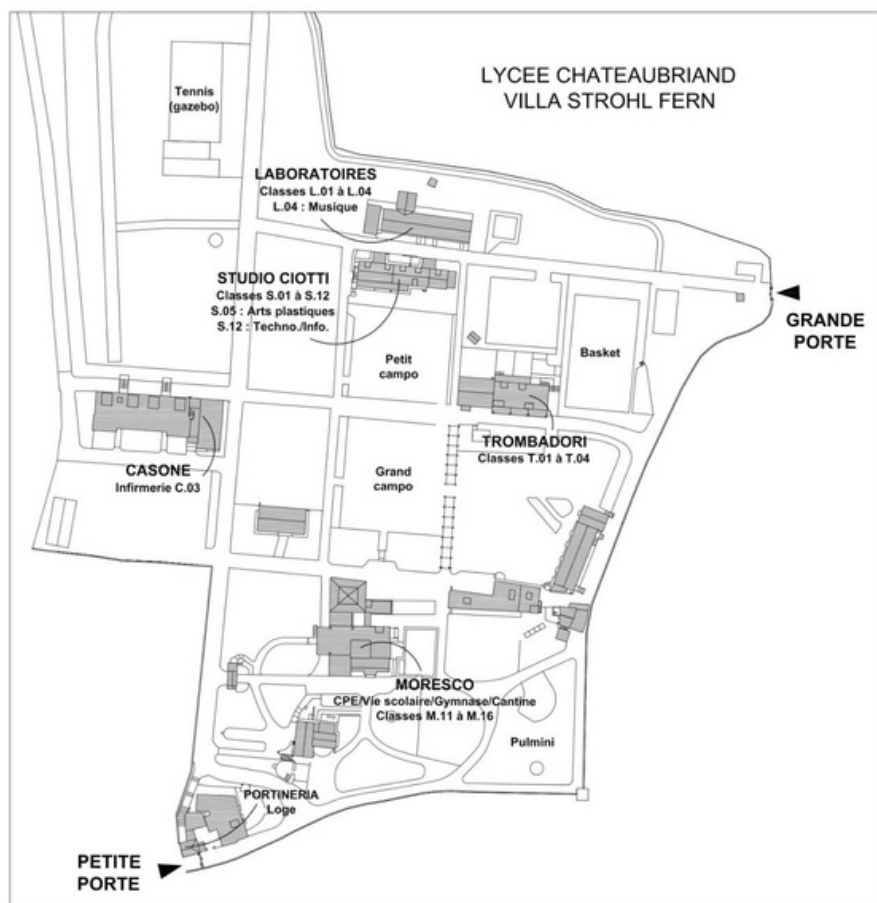 LYCEE CHATEAUBRIAND
VILLA STROHL FERN
Tennis
(gazebo)
LABORATOIRES
Classes L.01 à L.04
L.04 : Musique
STUDIO CIOTTI
Classes S.01 à S.12
S.05 : Arts plastiques
S.12 : Techno./Info.
GRANDE
PORTE
Petit
campo
Basket
TROMBADORI
Classes T.01 à T.04
CASONE
Infirmerie C.03
Grand
campo
MORESCO
CPE/Vie scolaire/Gymnase/Cantine
Classes M.11 à M.16
Pulmini
PORTINERIA
Loge
PETITE
PORTE